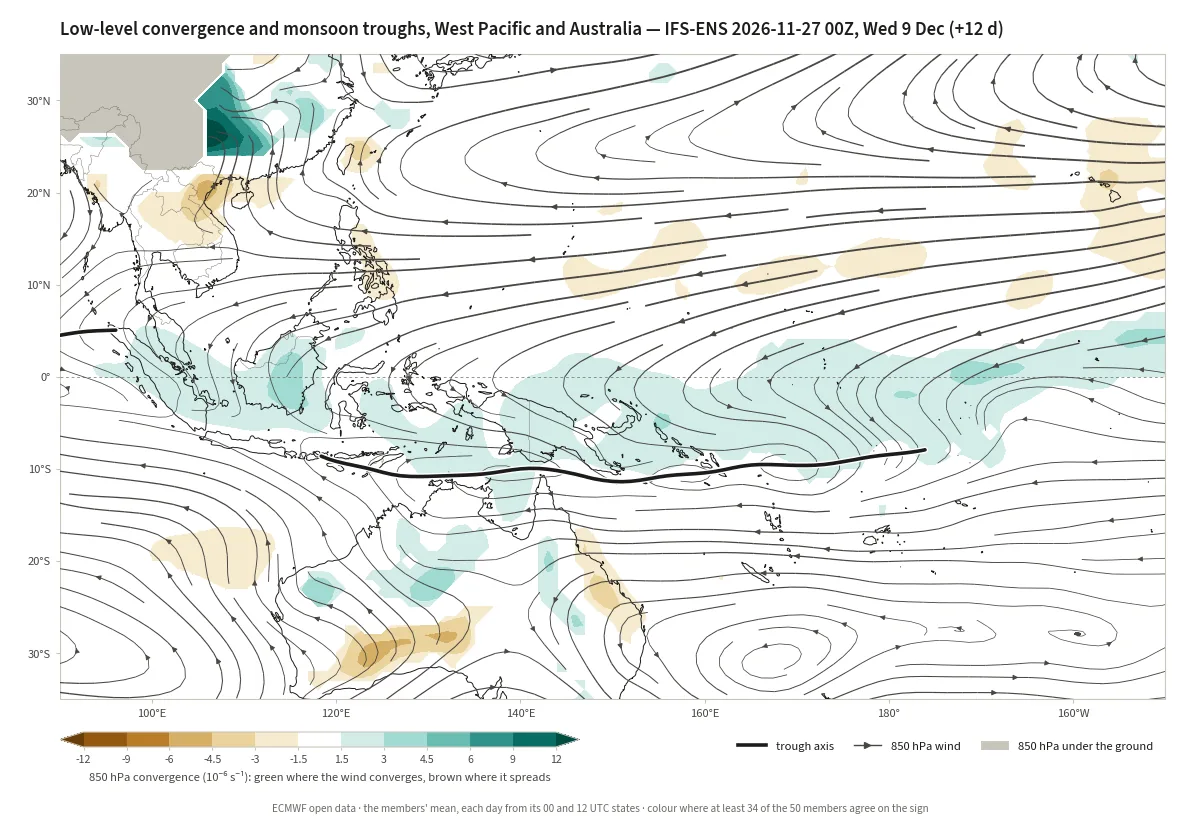 Low-level convergence and monsoon troughs, West Pacific and Australia — IFS-ENS 2026-11-27 00Z, Wed 9 Dec (+12 d)
30°N
20°N
10°N
0°
10°S
20°S
30°S
100°E
120°E
140°E
160°E
180°
160°W
-12
-9
-6
-4.5
-3
-1.5
1.5
3
4.5
6
9
12
850 hPa convergence (10⁻⁶ s⁻¹): green where the wind converges, brown where it spreads
trough axis
850 hPa wind
850 hPa under the ground
ECMWF open data · the members' mean, each day from its 00 and 12 UTC states · colour where at least 34 of the 50 members agree on the sign